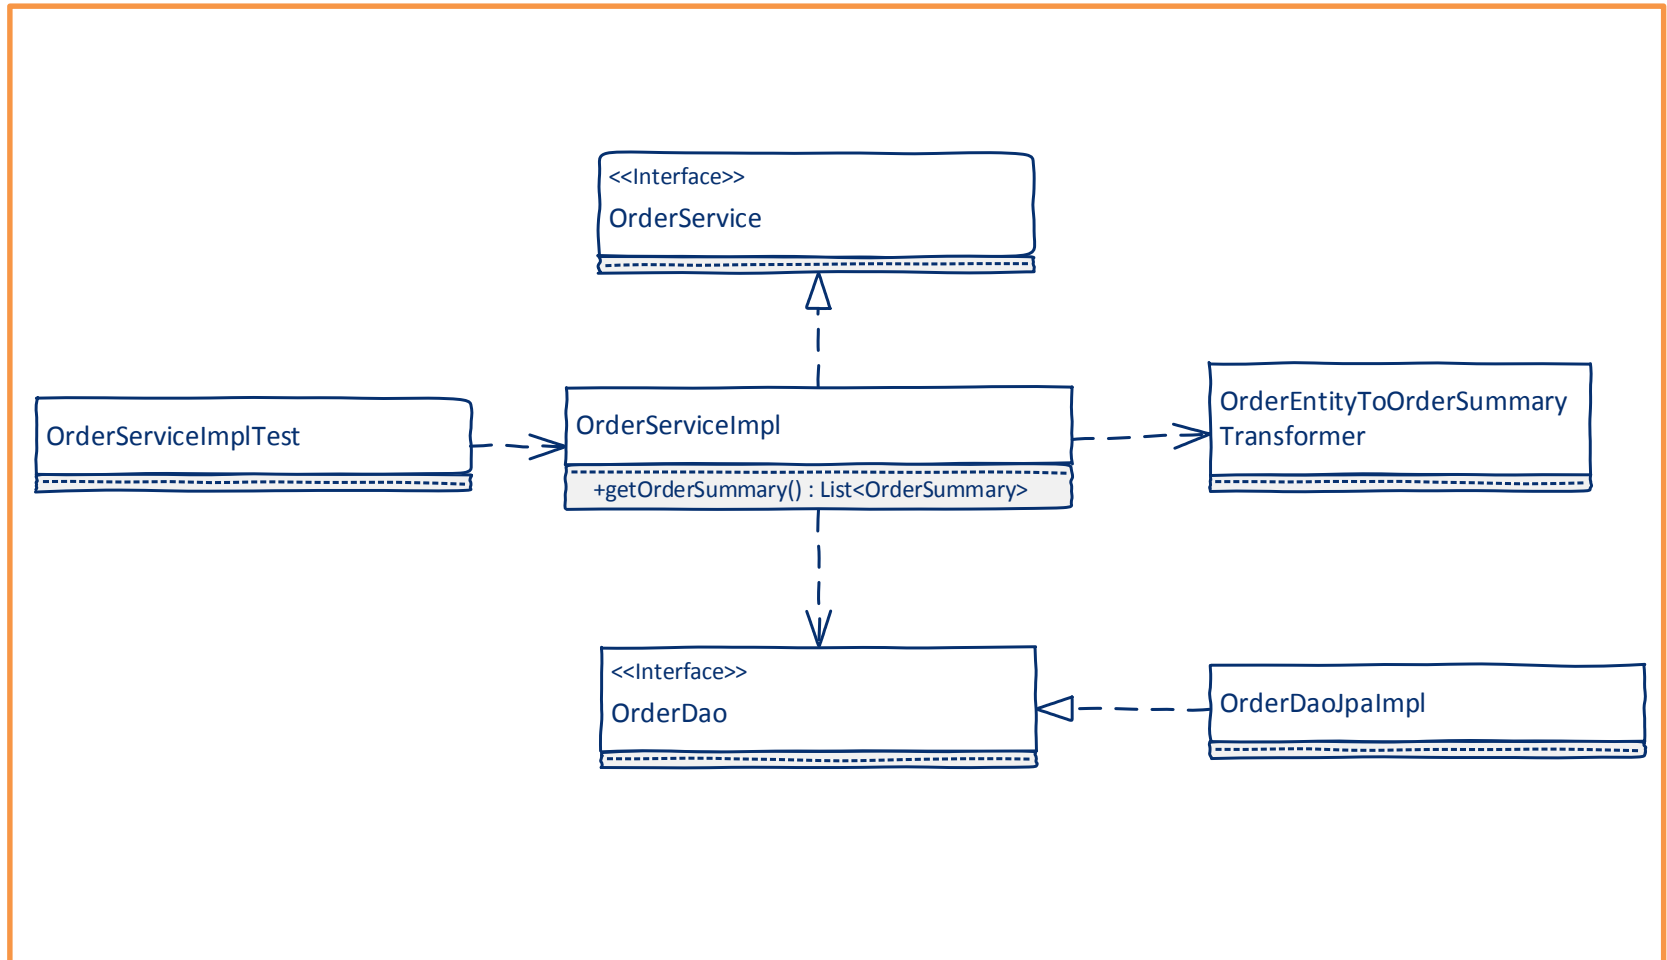 <<Interface>>
OrderService
OrderServiceImplTest
OrderServiceImpl
+getOrderSummary() : List<OrderSummary>
OrderEntityToOrderSummary
Transformer
<<Interface>>
OrderDao
OrderDaoJpaImpl